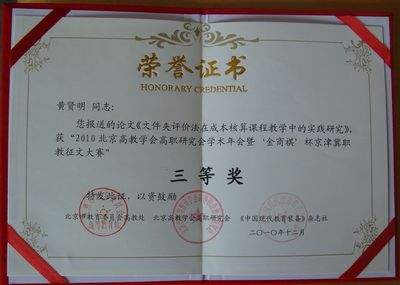 荣誉证书
HONORARY CREDENTIAL
黄贤明 同志：
您报送的论文《文件夹评价法在成本核算课程教学中的实践研究》，
获“2010北京高教学会高职研究会学术年会暨‘金商祺’杯京津冀职
教征文大赛”
三等奖
特发此证，以资鼓励
北京市教育委员会高教处 北京高教学会高职研究会 《中国现代教育装备》杂志社
二〇一〇年十二月